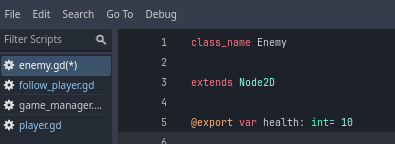 File Edit Search Go To Debug
Filter Scripts
enemy.gd(*)
follow_player.gd
game_manager....
player.gd
1 class_name Enemy
2
3 extends Node2D
4
5 @export var health: int= 10
6